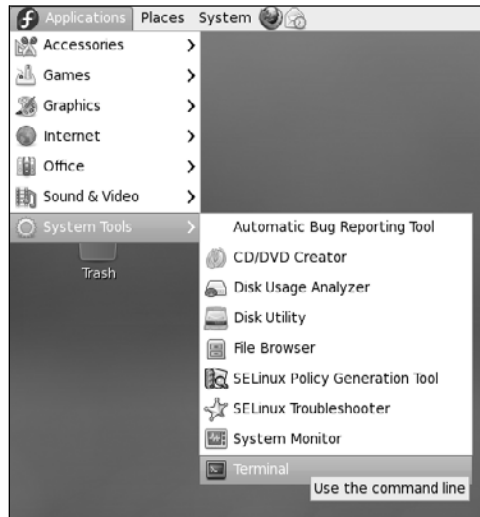 Applications Places System
Accessories
Games
Graphics
Internet
Office
Sound & Video
System Tools
Trash
Automatic Bug Reporting Tool
CD/DVD Creator
Disk Usage Analyzer
Disk Utility
File Browser
SELinux Policy Generation Tool
SELinux Troubleshooter
System Monitor
Terminal
Use the command line